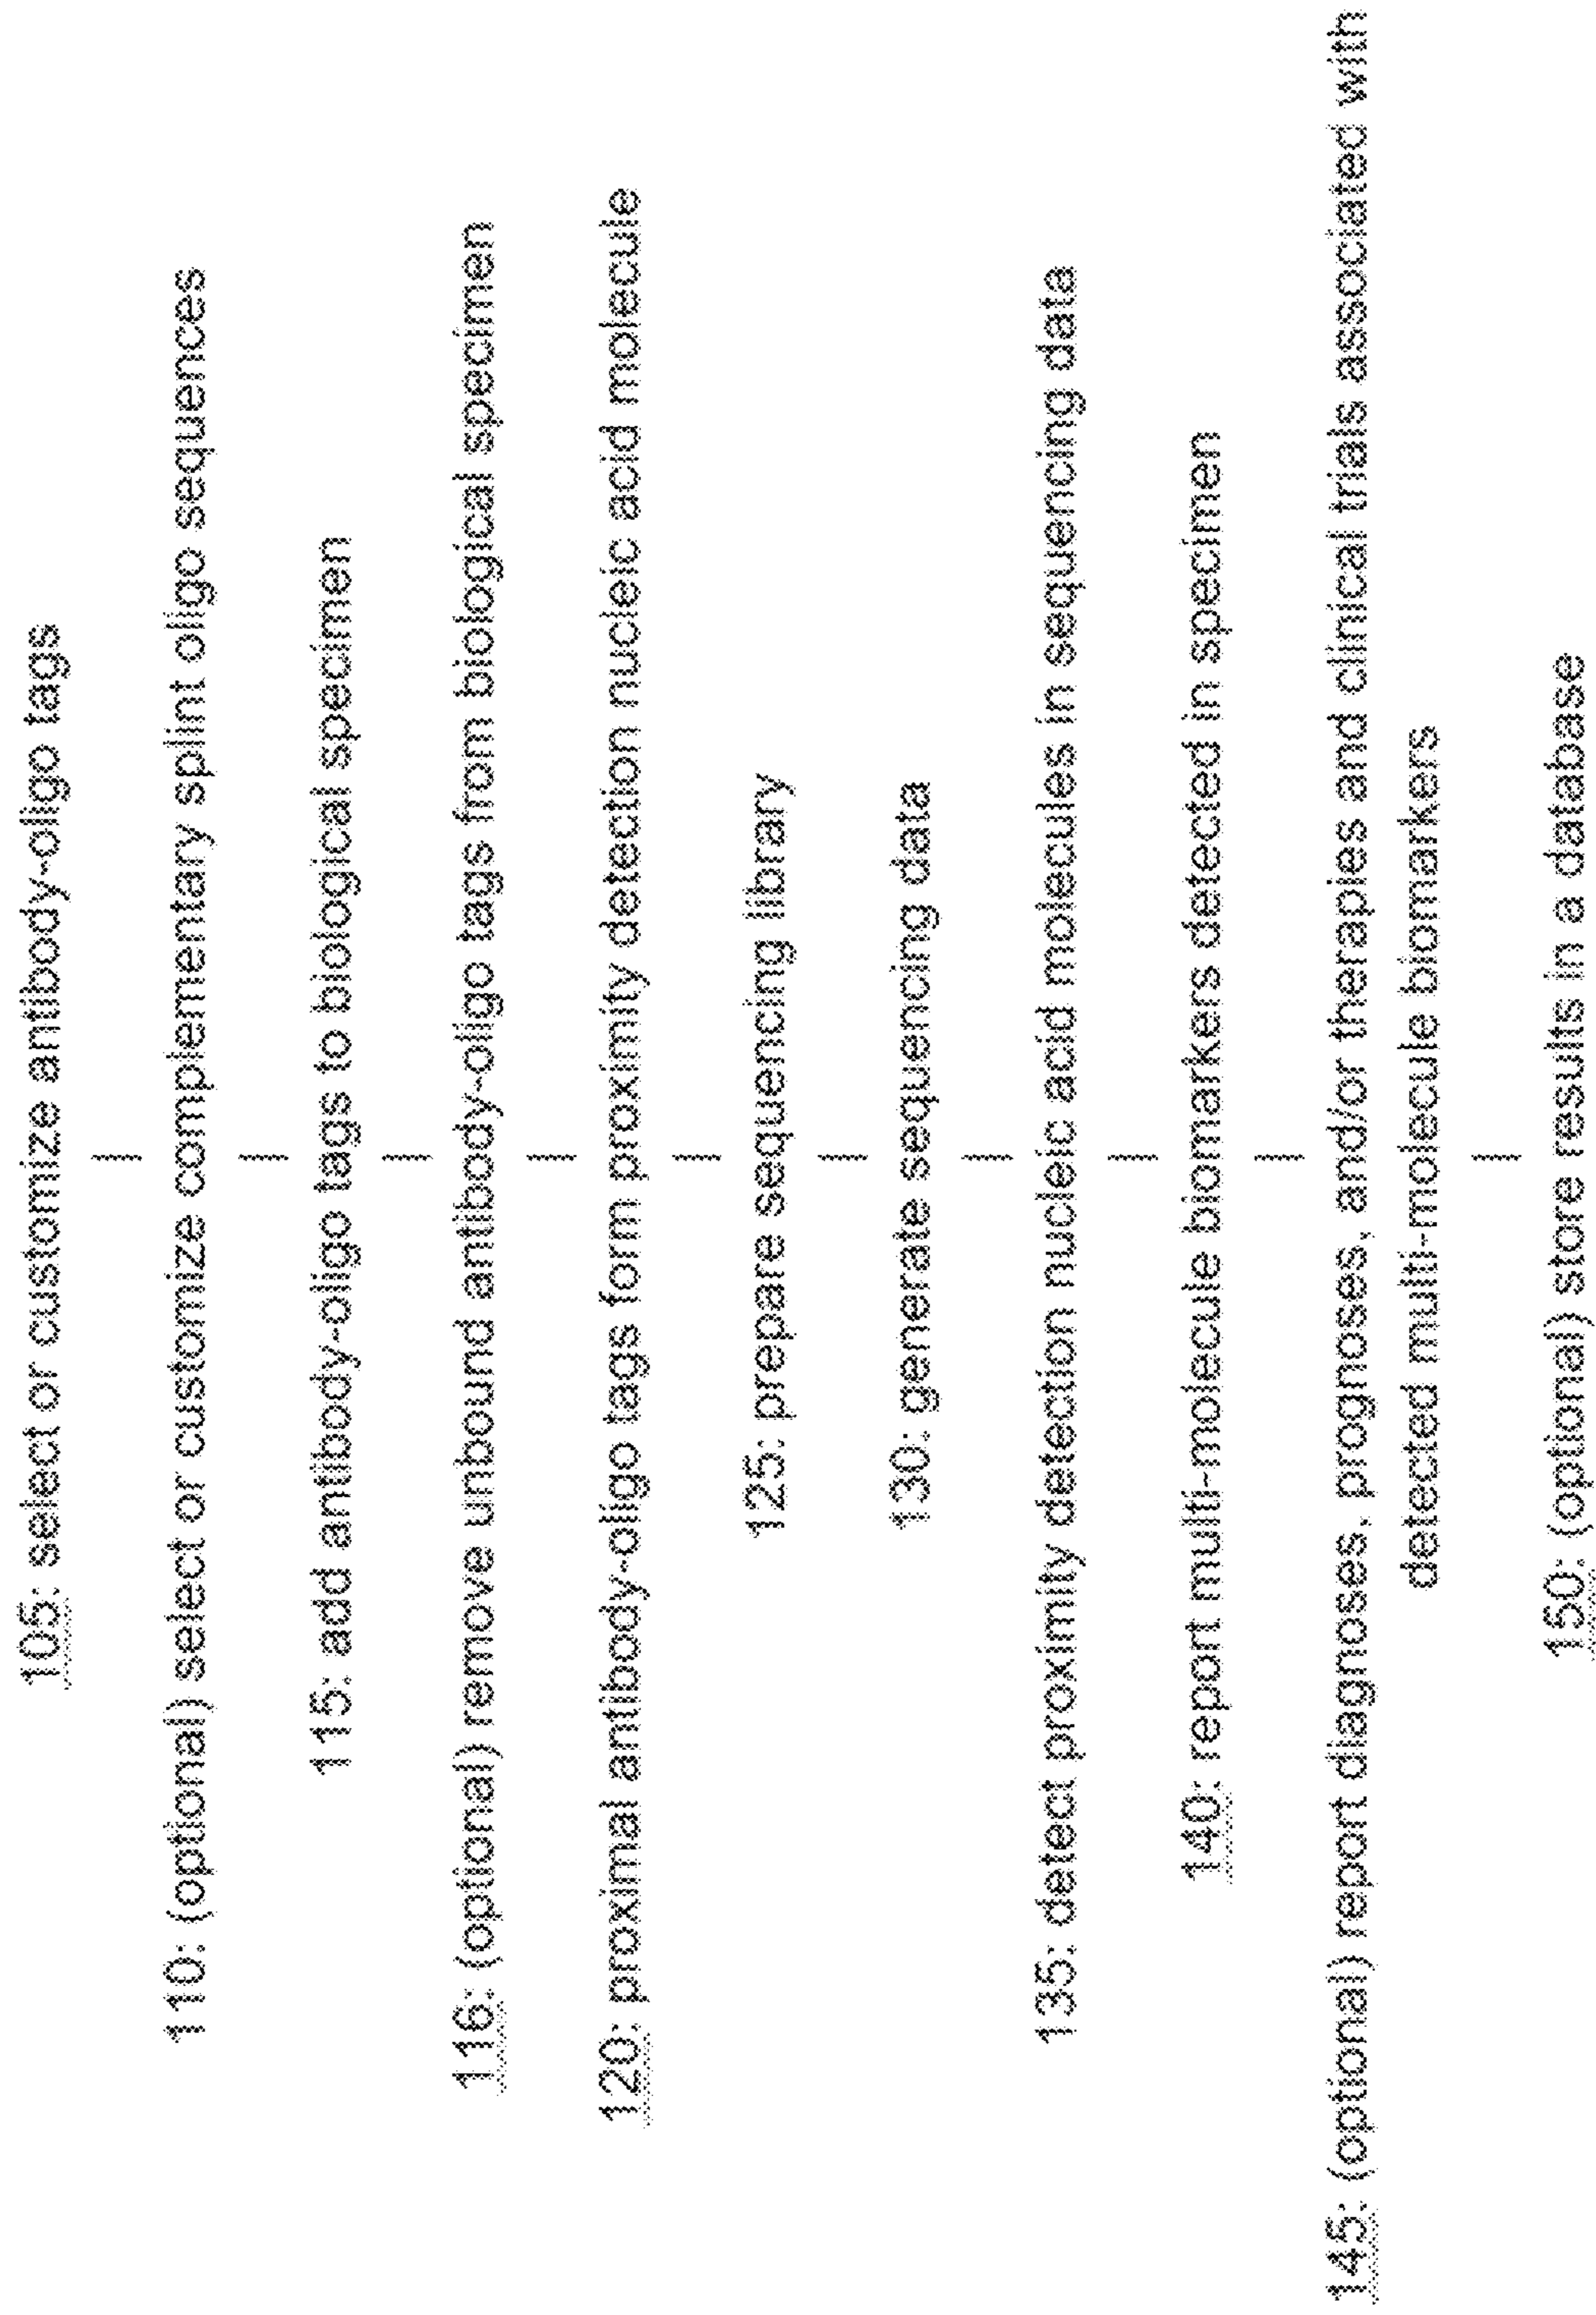 105: select or customize antibody-oligo tags
|
110: (optional) select or customize complementary splint oligo sequences
|
115: add antibody-oligo tags to biological specimen
|
116: (optional) remove unbound antibody-oligo tags from biological specimen
|
120: proximal antibody-oligo tags form proximity detection nucleic acid molecule
|
125: prepare sequencing library
|
130: generate sequencing data
|
135: detect proximity detection nucleic acid molecules in sequencing data
|
140: report multi-molecule biomarkers detected in specimen
|
145: (optional) report diagnoses, prognoses, and/or therapies and clinical trials associated with
detected multi-molecule biomarkers
|
150: (optional) store results in a database